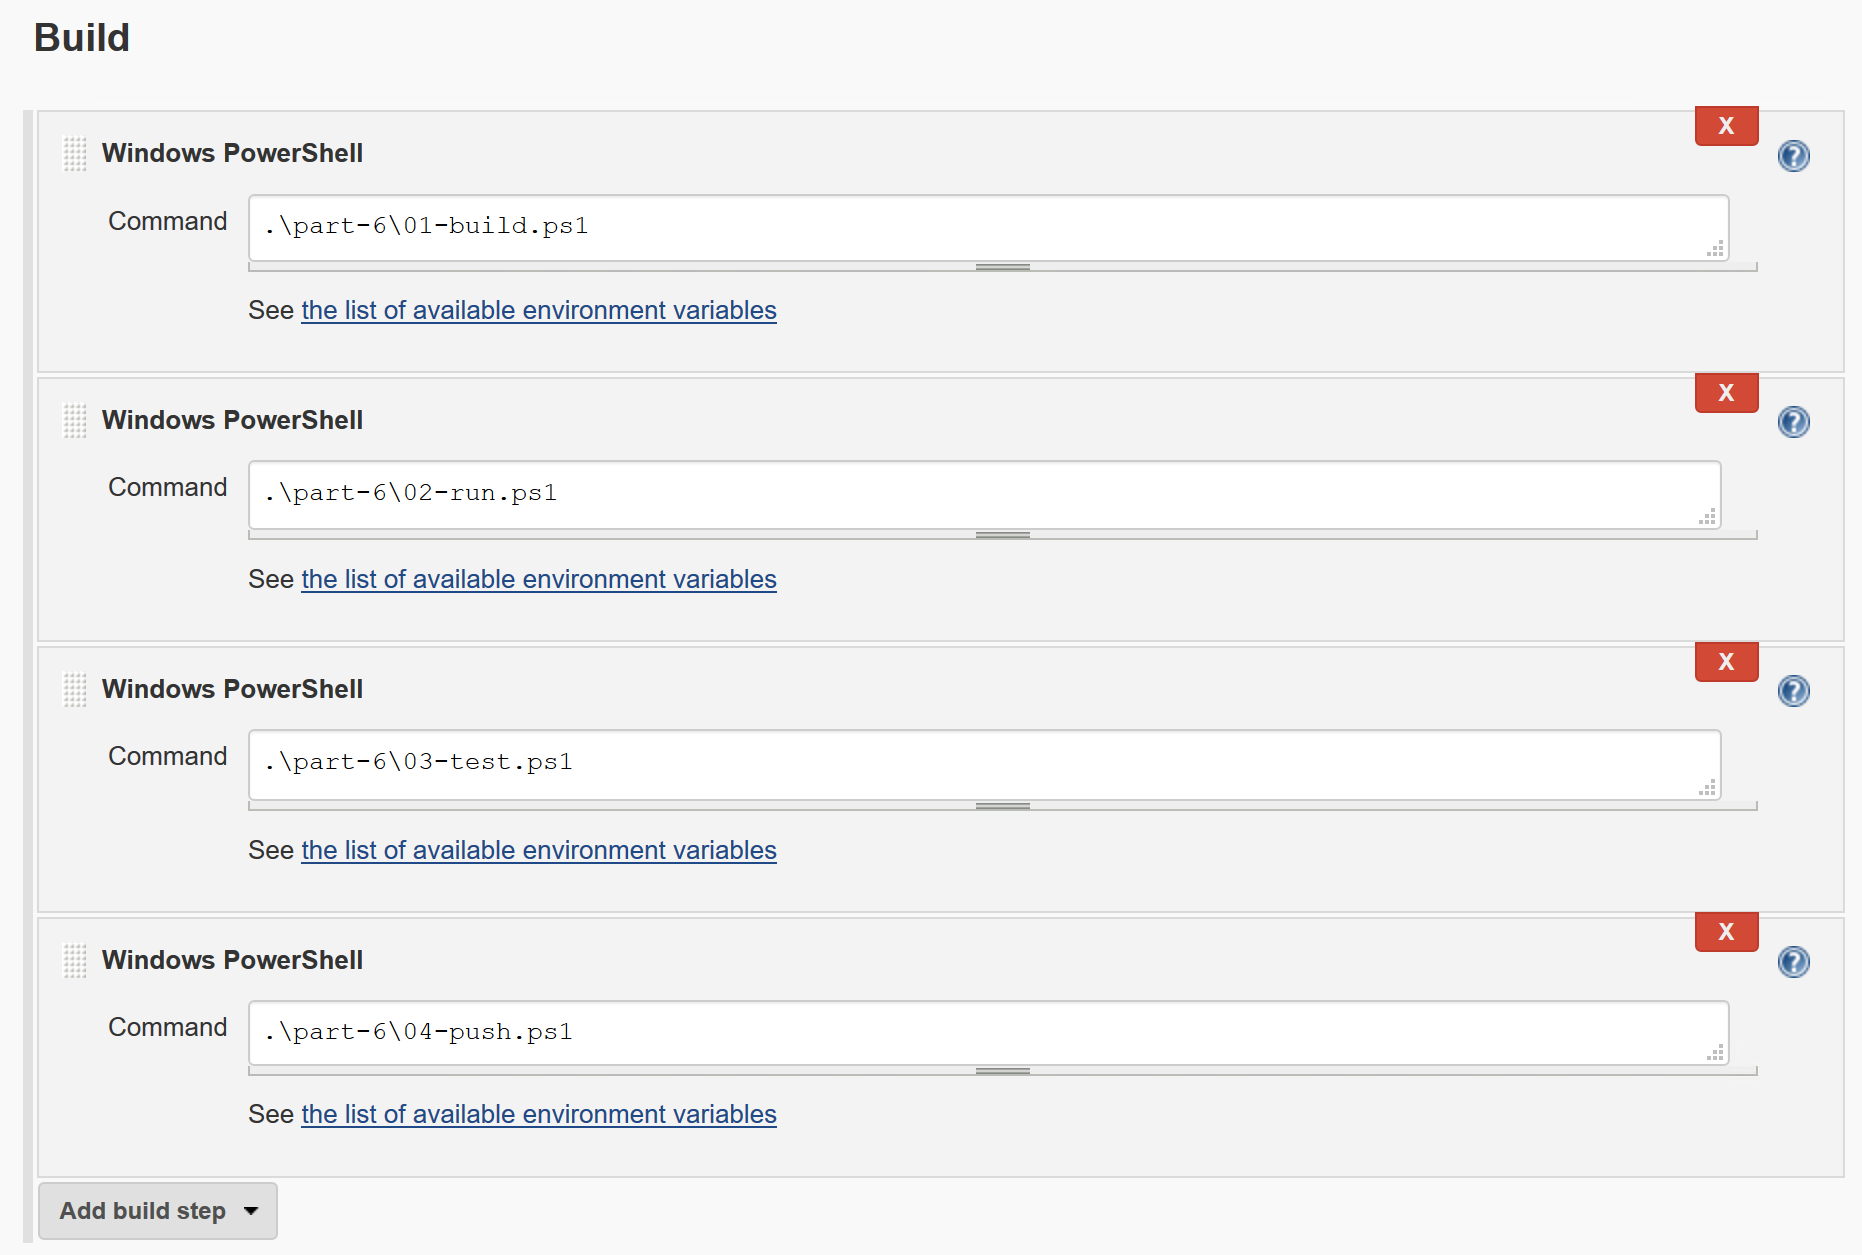 Build
X
Windows PowerShell
?
Command
.\part-6\01-build.ps1
See the list of available environment variables
X
Windows PowerShell
?
Command
.\part-6\02-run.ps1
See the list of available environment variables
X
Windows PowerShell
?
Command
.\part-6\03-test.ps1
See the list of available environment variables
X
Windows PowerShell
?
Command
.\part-6\04-push.ps1
See the list of available environment variables
Add build step